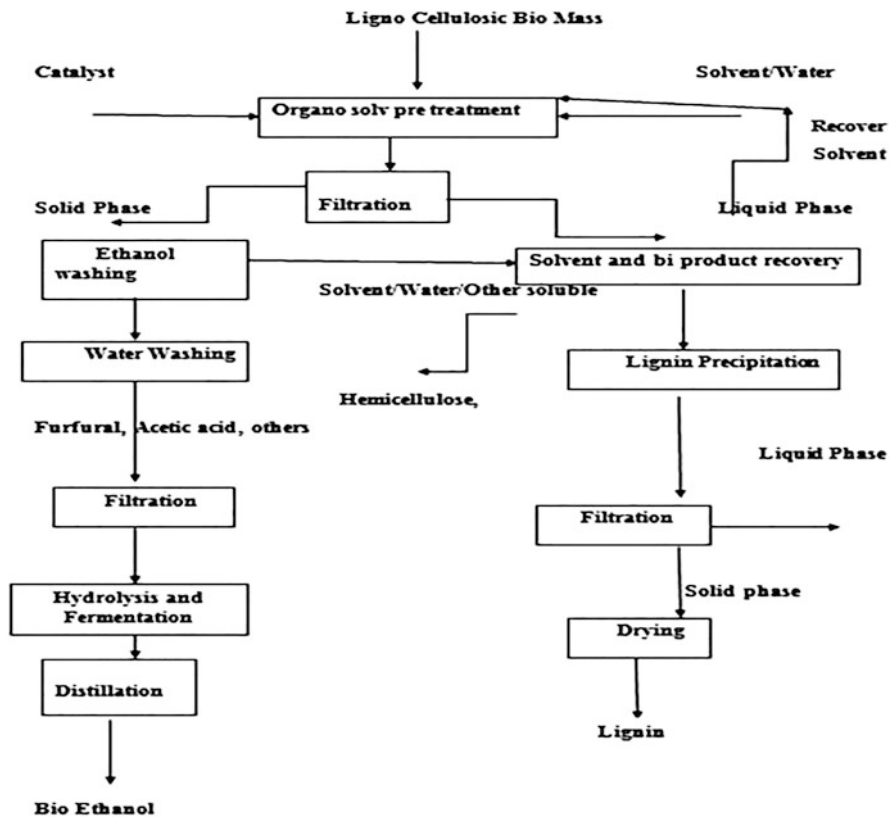 Ligno Cellulosic Bio Mass
Catalyst
Solvent/Water
Organo solv pre treatment
Recover
Solvent
Filtration
Solid Phase
Liquid Phase
Ethanol
washing
Solvent and bi product recovery
Solvent/Water/Other soluble
Water Washing
Lignin Precipitation
Hemicellulose,
Furfural, Acetic acid, others
Liquid Phase
Filtration
Filtration
Hydrolysis and
Fermentation
Solid phase
Drying
Distillation
Lignin
Bio Ethanol